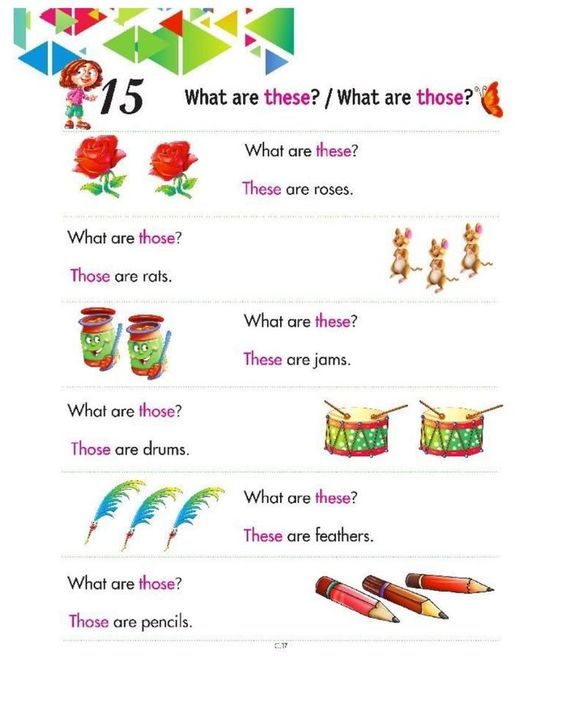 15 What are these? / What are those?
What are these?
These are roses.
What are those?
Those are rats.
What are these?
These are jams.
What are those?
Those are drums.
What are these?
These are feathers.
What are those?
Those are pencils.